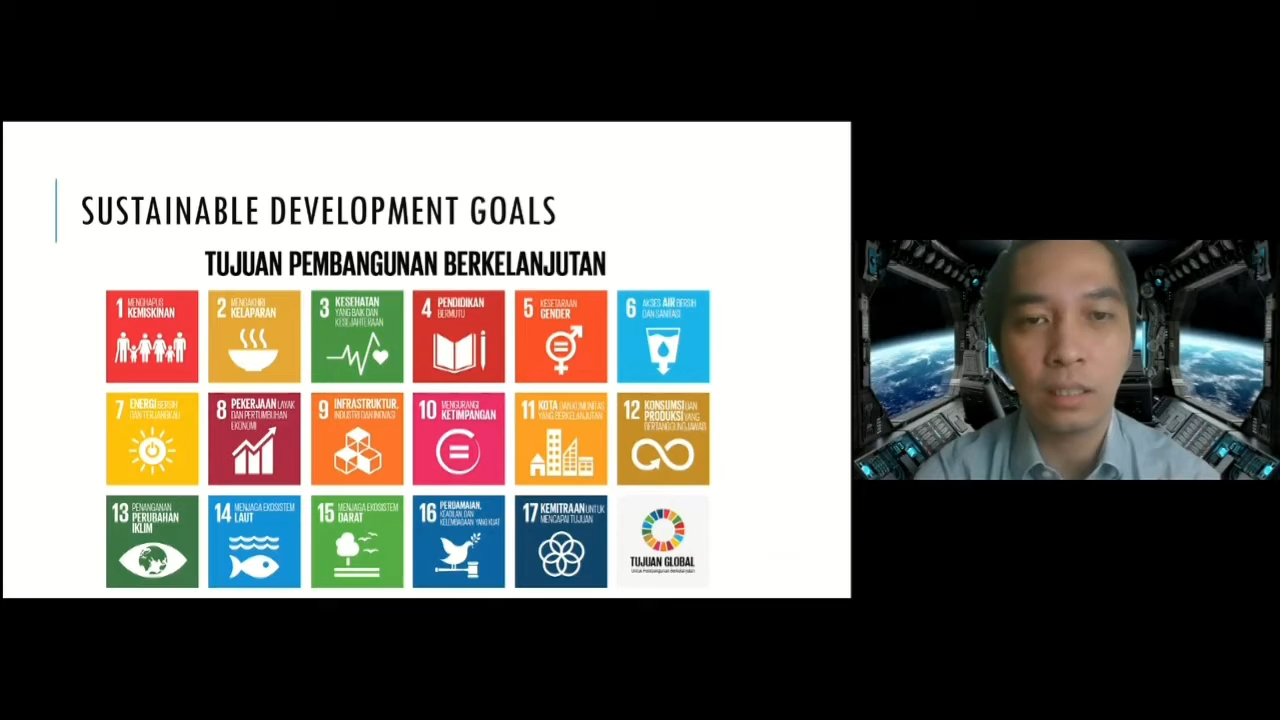 SUSTAINABLE DEVELOPMENT GOALS
TUJUAN PEMBANGUNAN BERKELANJUTAN
1 MENGHAPUS
KEMISKINAN
2 MENGAKHIRI
KELAPARAN
3 KESEHATAN
YANG BAIK DAN
KESEJAHTERAAN
4 PENDIDIKAN
BERMUTU
5 KESETARAAN
GENDER
6 AKSES AIR BERSIH
DAN SANITASI
7 ENERGI BERSIH
DAN TERJANGKAU
8 PEKERJAAN LAYAK
DAN PERTUMBUHAN
EKONOMI
9 INFRASTRUKTUR,
INDUSTRI DAN INOVASI
10 MENGURANGI
KETIMPANGAN
11 KOTA DAN KOMUNITAS
YANG BERKELANJUTAN
12 KONSUMSI DAN
PRODUKSI YANG
BERTANGGUNG JAWAB
13 PENANGANAN
PERUBAHAN
IKLIM
14 MENJAGA EKOSISTEM
LAUT
15 MENJAGA EKOSISTEM
DARAT
16 PERDAMAIAN,
KEADILAN, DAN
KELEMBAGAAN YANG KUAT
17 KEMITRAAN UNTUK
MENCAPAI TUJUAN
TUJUAN GLOBAL
Untuk Pembangunan Berkelanjutan